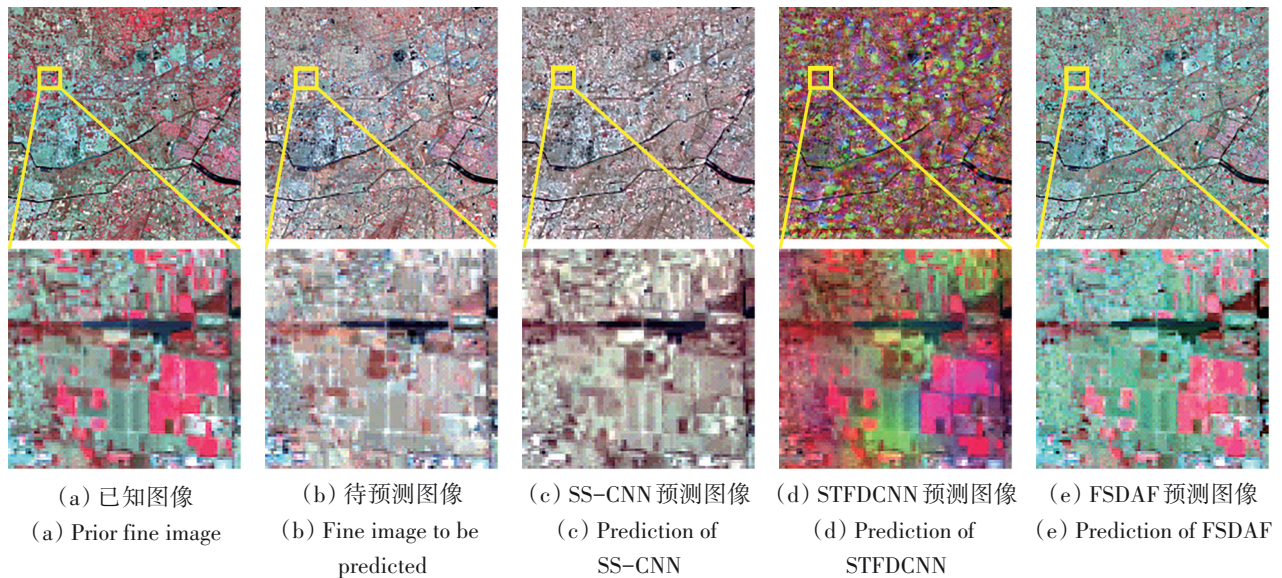 (a) 已知图像
(a) Prior fine image
(b) 待预测图像
(b) Fine image to be
predicted
(c) SS-CNN 预测图像
(c) Prediction of
SS-CNN
(d) STFDCNN 预测图像
(d) Prediction of
STFDCNN
(e) FSDAF 预测图像
(e) Prediction of FSDAF